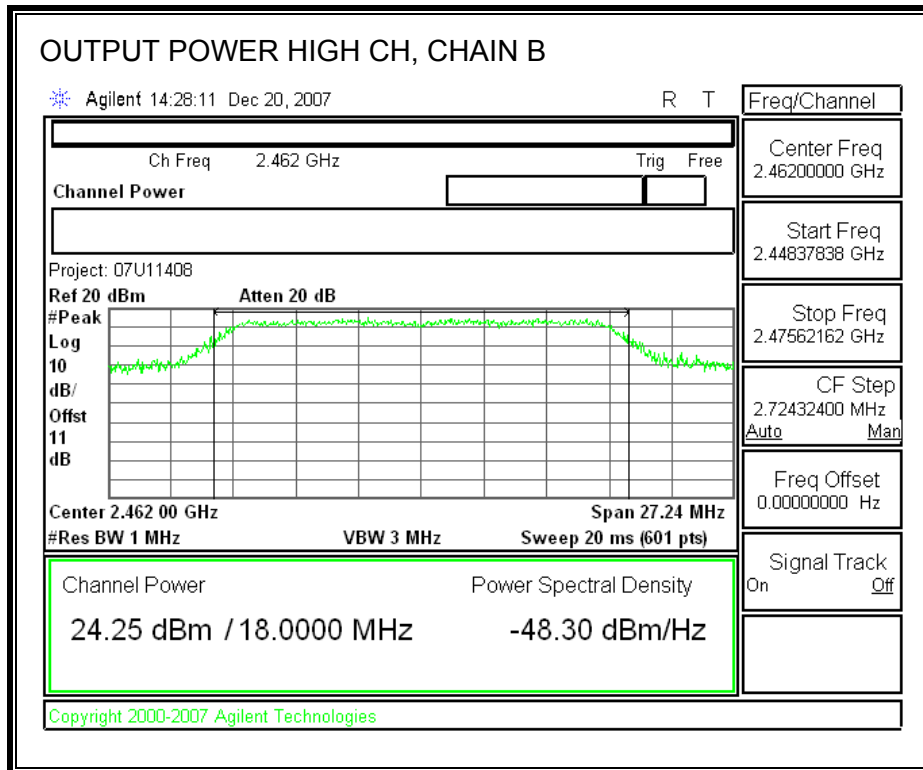 OUTPUT POWER HIGH CH, CHAIN B
Agilent 14:28:11 Dec 20, 2007 R T
Freq/Channel
Ch Freq 2.462 GHz Trig Free
Channel Power
Center Freq
2.46200000 GHz
Start Freq
2.44837838 GHz
Project: 07U11408
Ref 20 dBm Atten 20 dB
#Peak
Log
10
dB/
Offst
11
dB
Stop Freq
2.47562162 GHz
CF Step
2.72432400 MHz
Auto Man
Center 2.462 00 GHz Span 27.24 MHz
#Res BW 1 MHz VBW 3 MHz Sweep 20 ms (601 pts)
Freq Offset
0.00000000 Hz
Channel Power Power Spectral Density
24.25 dBm / 18.0000 MHz -48.30 dBm/Hz
Signal Track
On Off
Copyright 2000-2007 Agilent Technologies